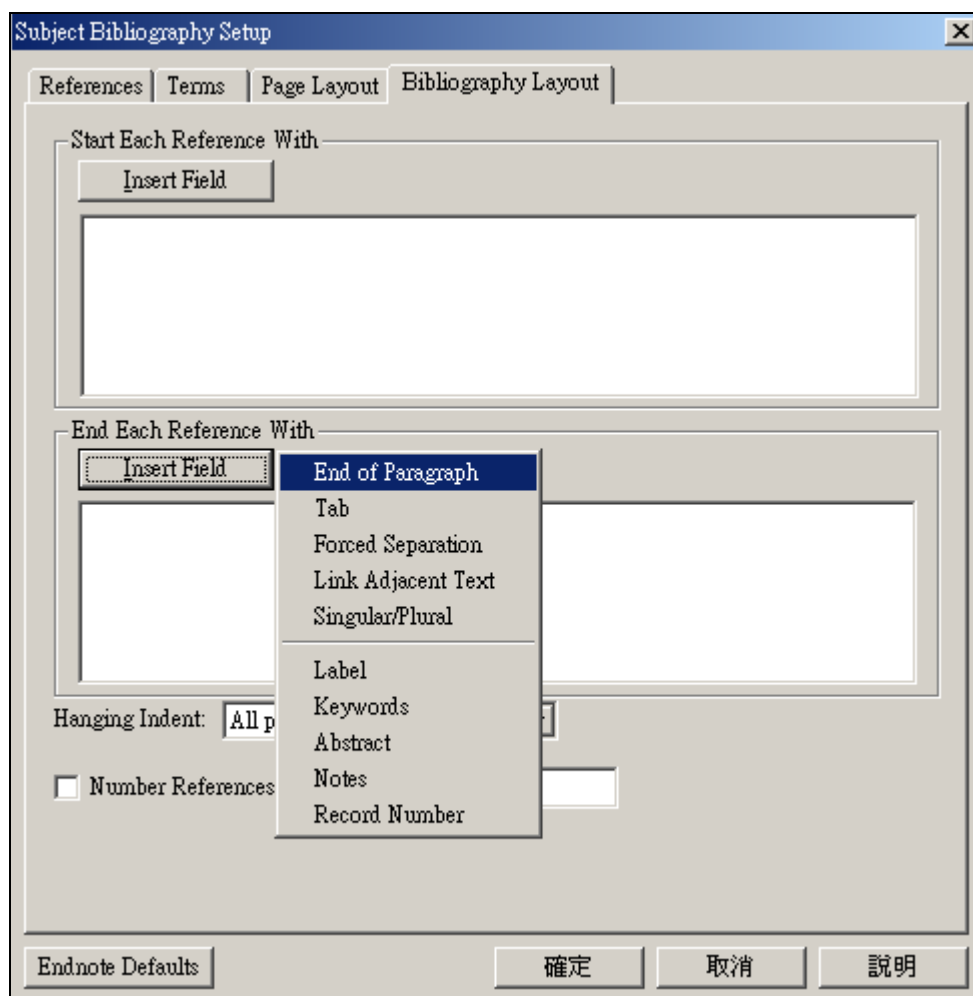 Subject Bibliography Setup
References Terms Page Layout Bibliography Layout
Start Each Reference With
Insert Field
End Each Reference With
Insert Field
End of Paragraph
Tab
Forced Separation
Link Adjacent Text
Singular/Plural
Label
Keywords
Abstract
Notes
Record Number
Hanging Indent: All p
Number References
Endnote Defaults 確定 取消 說明